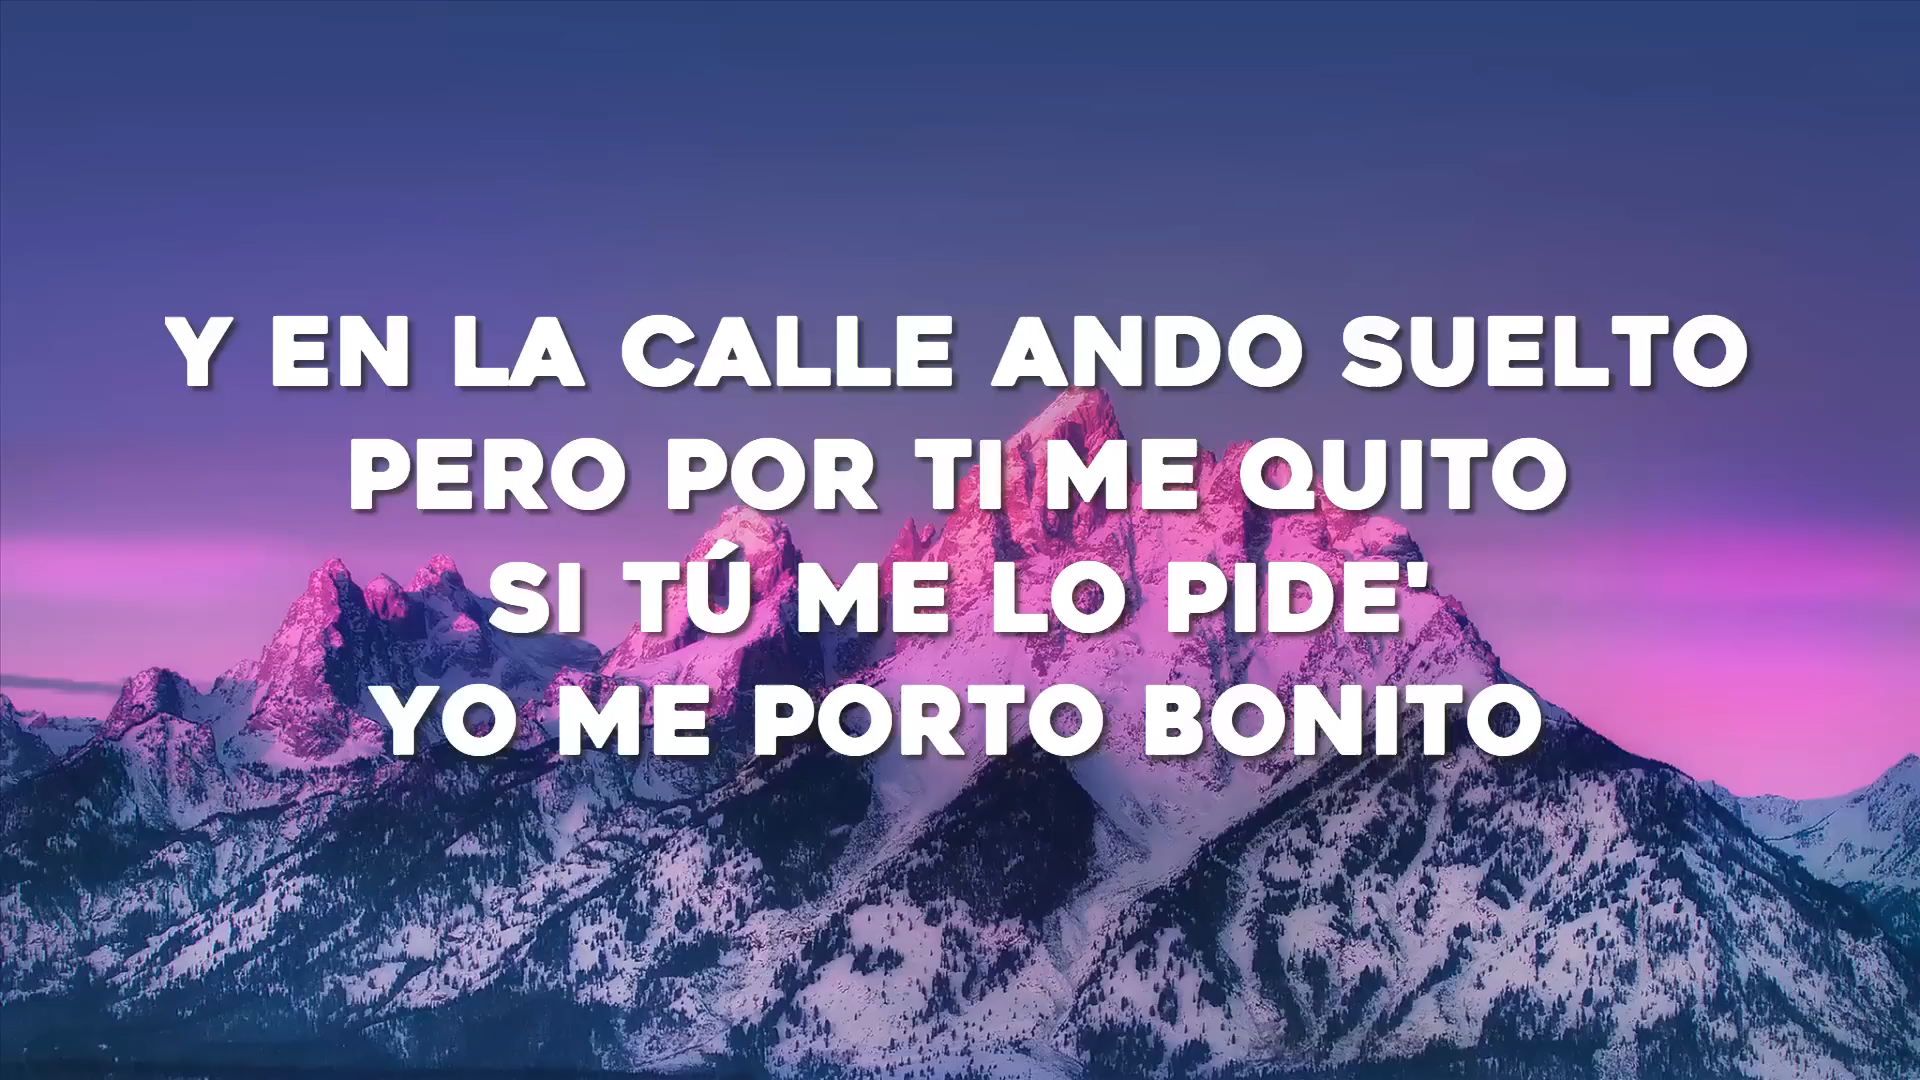 Y EN LA CALLE ANDO SUELTO
PERO POR TI ME QUITO
SI TÚ ME LO PIDE'
YO ME PORTO BONITO